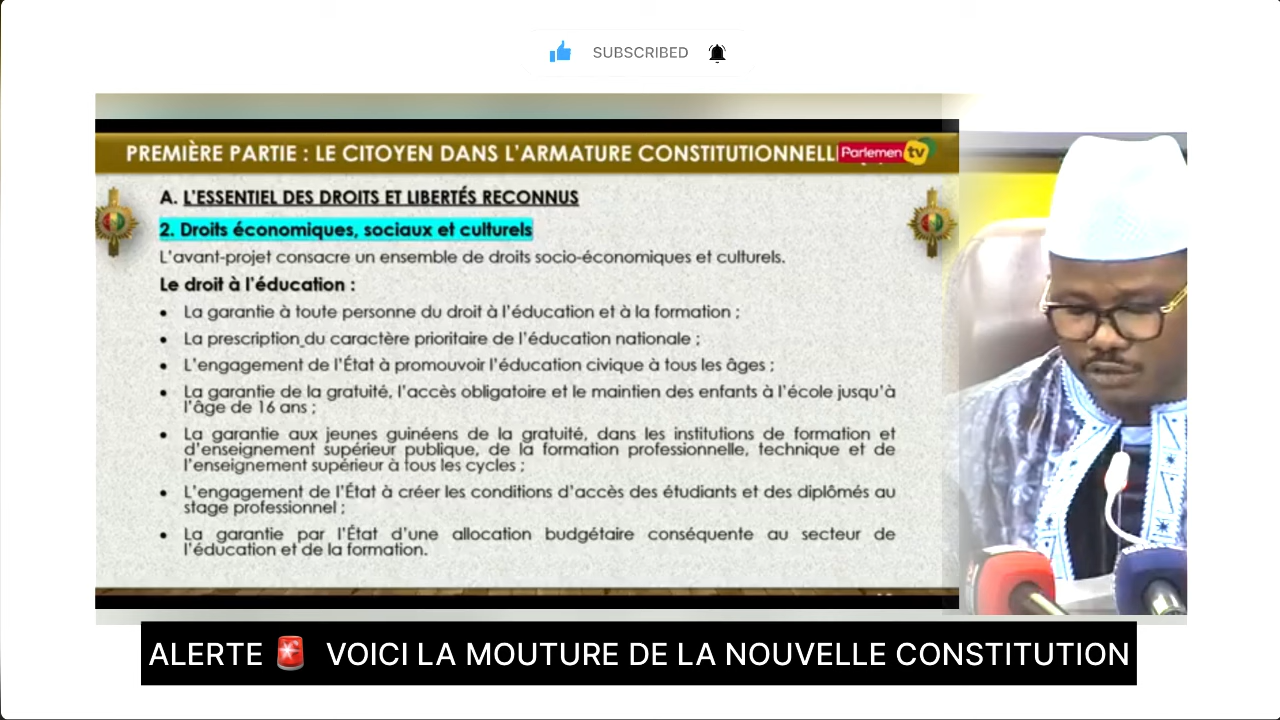 SUBSCRIBED
PREMIÈRE PARTIE : LE CITOYEN DANS L'ARMATURE CONSTITUTIONNELL
Parlemen tv
A. L'ESSENTIEL DES DROITS ET LIBERTÉS RECONNUS
2. Droits économiques, sociaux et culturels
L'avant-projet consacre un ensemble de droits socio-économiques et culturels.
Le droit à l'éducation :
• La garantie à toute personne du droit à l'éducation et à la formation ;
• La prescription du caractère prioritaire de l'éducation nationale ;
• L'engagement de l'État à promouvoir l'éducation civique à tous les âges ;
• La garantie de la gratuité, l'accès obligatoire et le maintien des enfants à l'école jusqu'à
l'âge de 16 ans ;
• La garantie aux jeunes guinéens de la gratuité, dans les institutions de formation et
d'enseignement supérieur publique, de la formation professionnelle, technique et de
l'enseignement supérieur à tous les cycles ;
• L'engagement de l'État à créer les conditions d'accès des étudiants et des diplômés au
stage professionnel ;
• La garantie par l'État d'une allocation budgétaire conséquente au secteur de
l'éducation et de la formation.
ALERTE 🚨 VOICI LA MOUTURE DE LA NOUVELLE CONSTITUTION